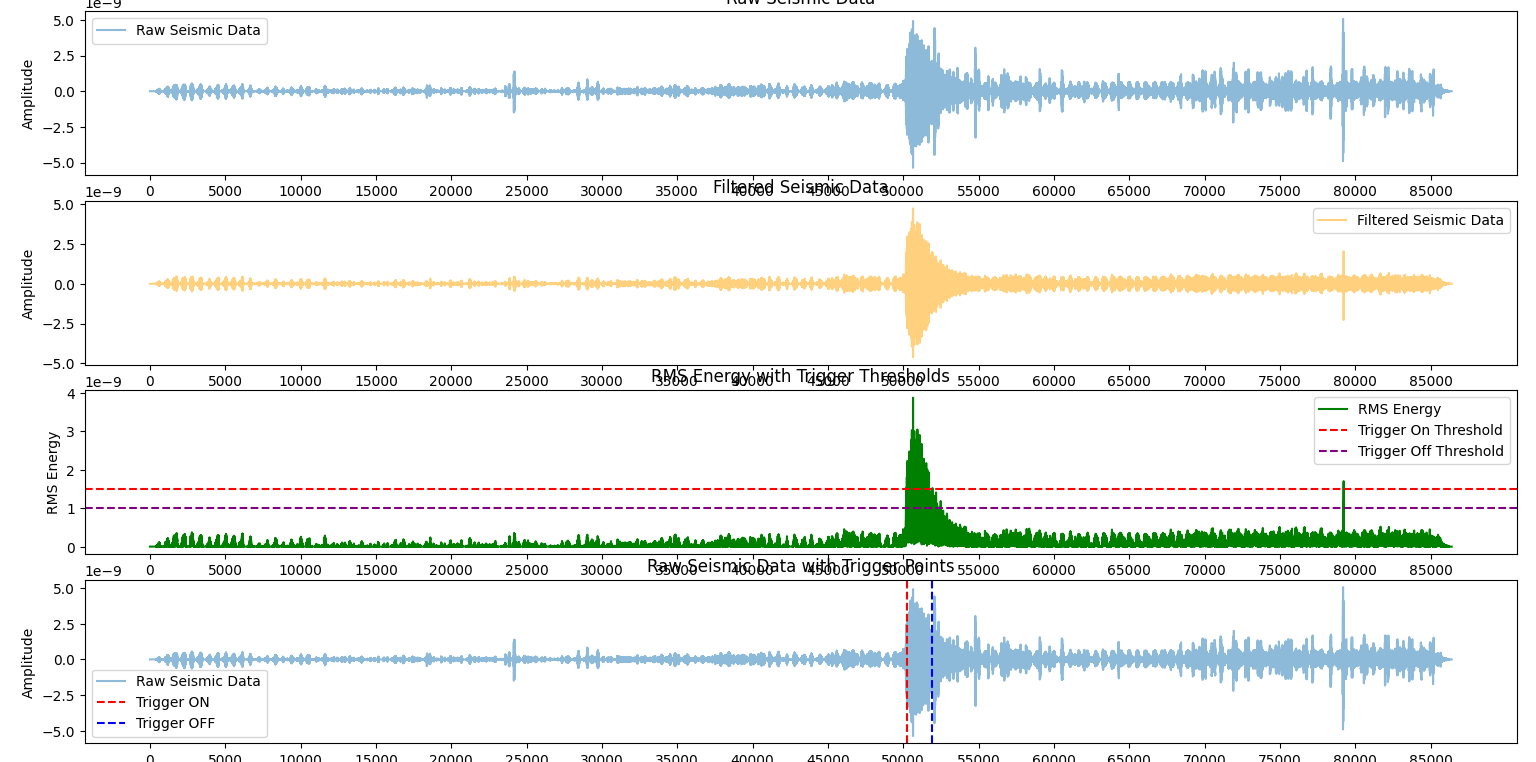 Raw Seismic Data
1e−9
Raw Seismic Data
5.0
2.5
0.0
−2.5
−5.0
Amplitude
0 5000 10000 15000 20000 25000 30000 35000 40000 45000 50000 55000 60000 65000 70000 75000 80000 85000
Filtered Seismic Data
1e−9
Filtered Seismic Data
5.0
2.5
0.0
−2.5
−5.0
Amplitude
0 5000 10000 15000 20000 25000 30000 35000 40000 45000 50000 55000 60000 65000 70000 75000 80000 85000
RMS Energy with Trigger Thresholds
1e−9
RMS Energy
Trigger On Threshold
Trigger Off Threshold
4
3
2
1
0
RMS Energy
0 5000 10000 15000 20000 25000 30000 35000 40000 45000 50000 55000 60000 65000 70000 75000 80000 85000
Raw Seismic Data with Trigger Points
1e−9
5.0
2.5
0.0
−2.5
−5.0
Amplitude
Raw Seismic Data
Trigger ON
Trigger OFF
0 5000 10000 15000 20000 25000 30000 35000 40000 45000 50000 55000 60000 65000 70000 75000 80000 85000